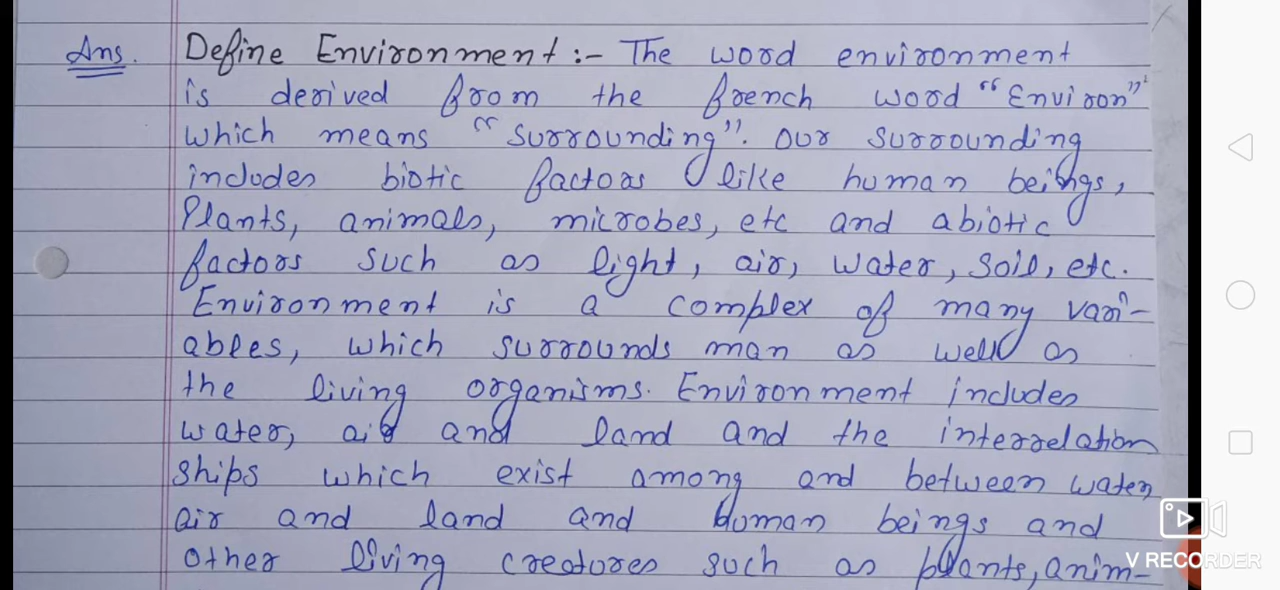 Ans. Define Environment :- The word environment
is derived from the french word "Environ"
which means "surrounding". Our surrounding
includes biotic factors like human beings,
Plants, animals, microbes, etc and abiotic
factors such as light, air, water, soil, etc.
Environment is a complex of many vari-
ables, which surrounds man as well as
the living organisms. Environment includes
water, air and land and the interrelation
ships which exist among and between water,
air and land and human beings and
other living creatures such as plants, anim-
V RECORDER